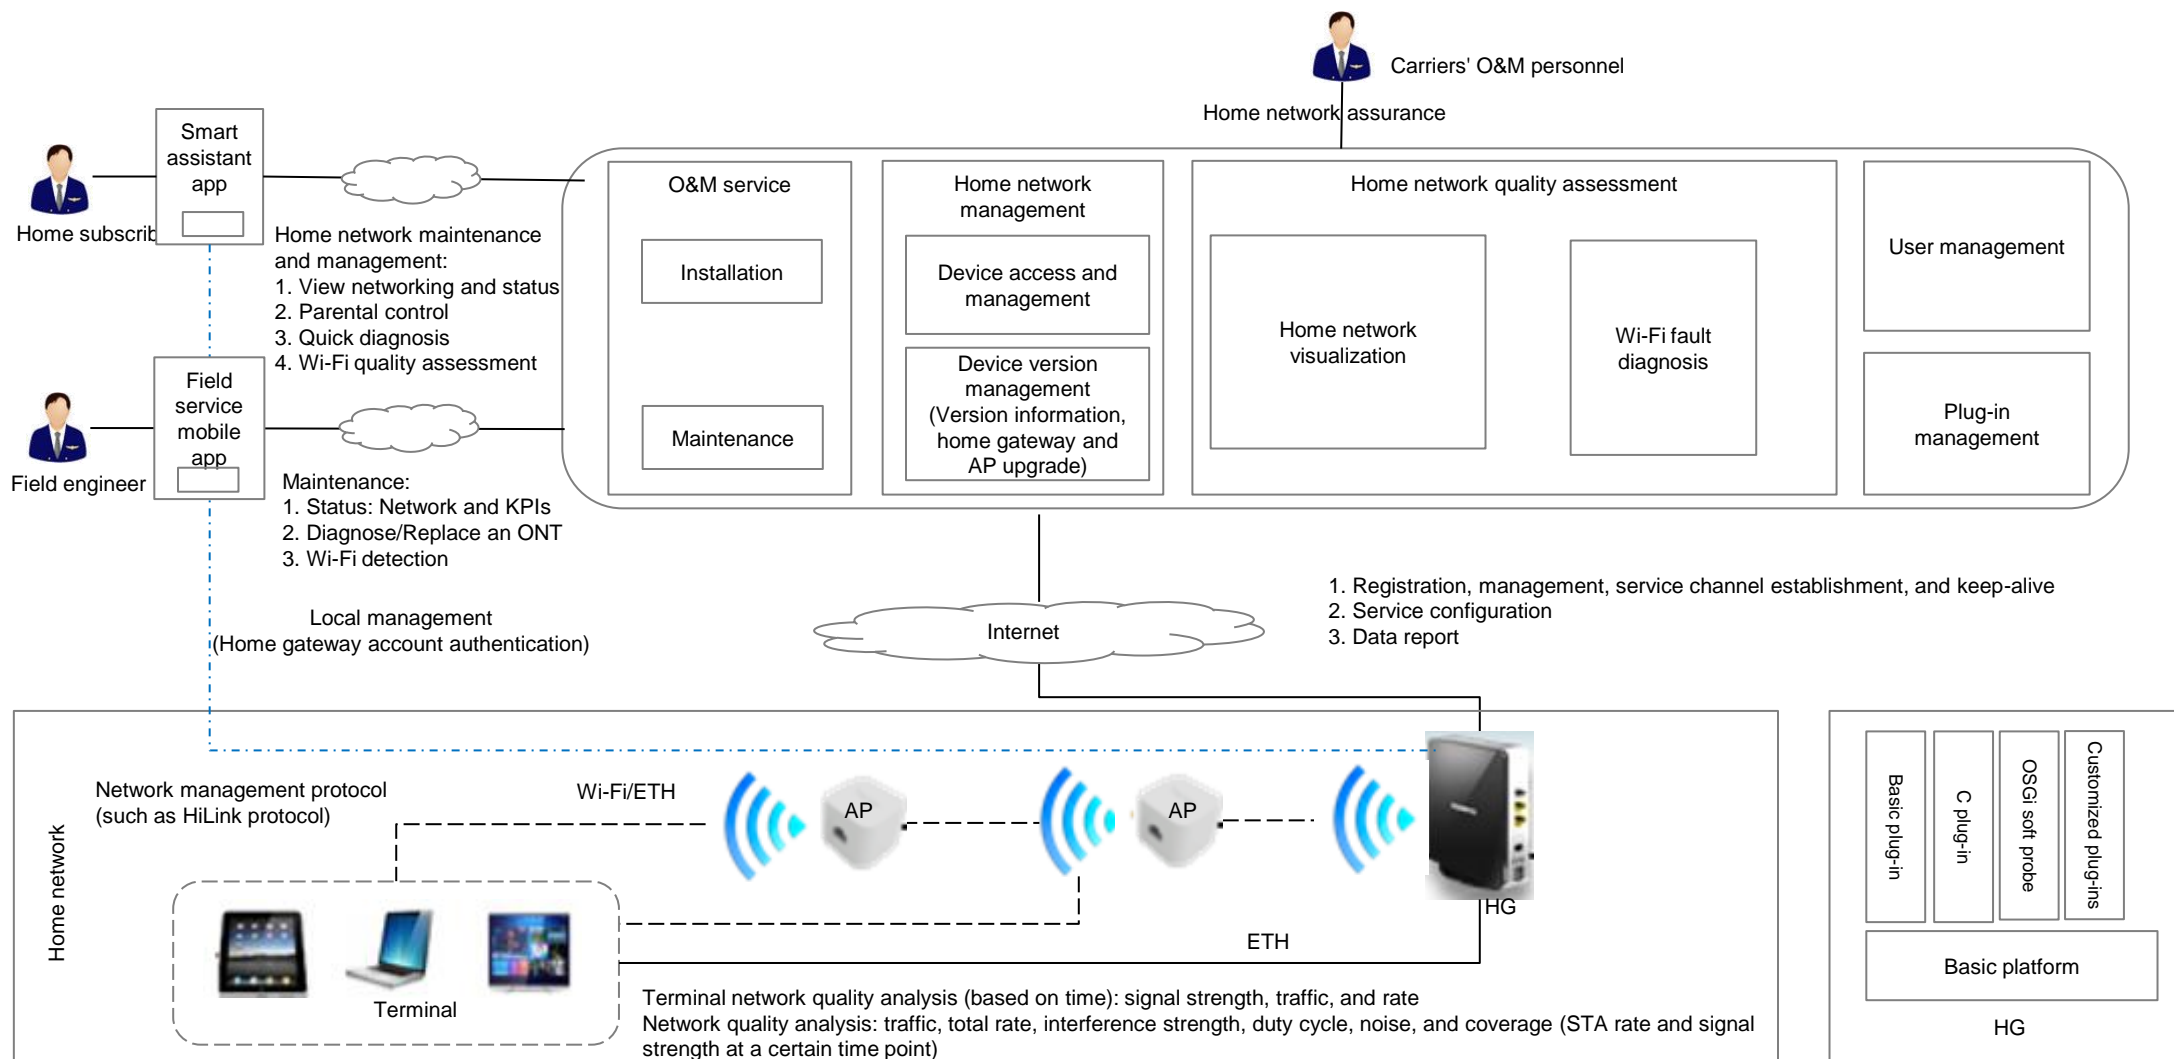 Carriers' O&M personnel
Home network assurance
Smart
assistant
app
Home subscrib
Home network maintenance
and management:
1. View networking and status
2. Parental control
3. Quick diagnosis
4. Wi-Fi quality assessment
O&M service
Installation
Maintenance
Home network
management
Device access and
management
Device version
management
(Version information,
home gateway and
AP upgrade)
Home network quality assessment
Home network
visualization
Wi-Fi fault
diagnosis
User management
Plug-in
management
Field
service
mobile
app
Field engineer
Maintenance:
1. Status: Network and KPIs
2. Diagnose/Replace an ONT
3. Wi-Fi detection
Local management
(Home gateway account authentication)
Internet
1. Registration, management, service channel establishment, and keep-alive
2. Service configuration
3. Data report
Home network
Network management protocol
(such as HiLink protocol)
Wi-Fi/ETH
AP
AP
HG
ETH
Terminal
Terminal network quality analysis (based on time): signal strength, traffic, and rate
Network quality analysis: traffic, total rate, interference strength, duty cycle, noise, and coverage (STA rate and signal
strength at a certain time point)
Basic plug-in
C plug-in
OSGi soft probe
Customized plug-ins
Basic platform
HG